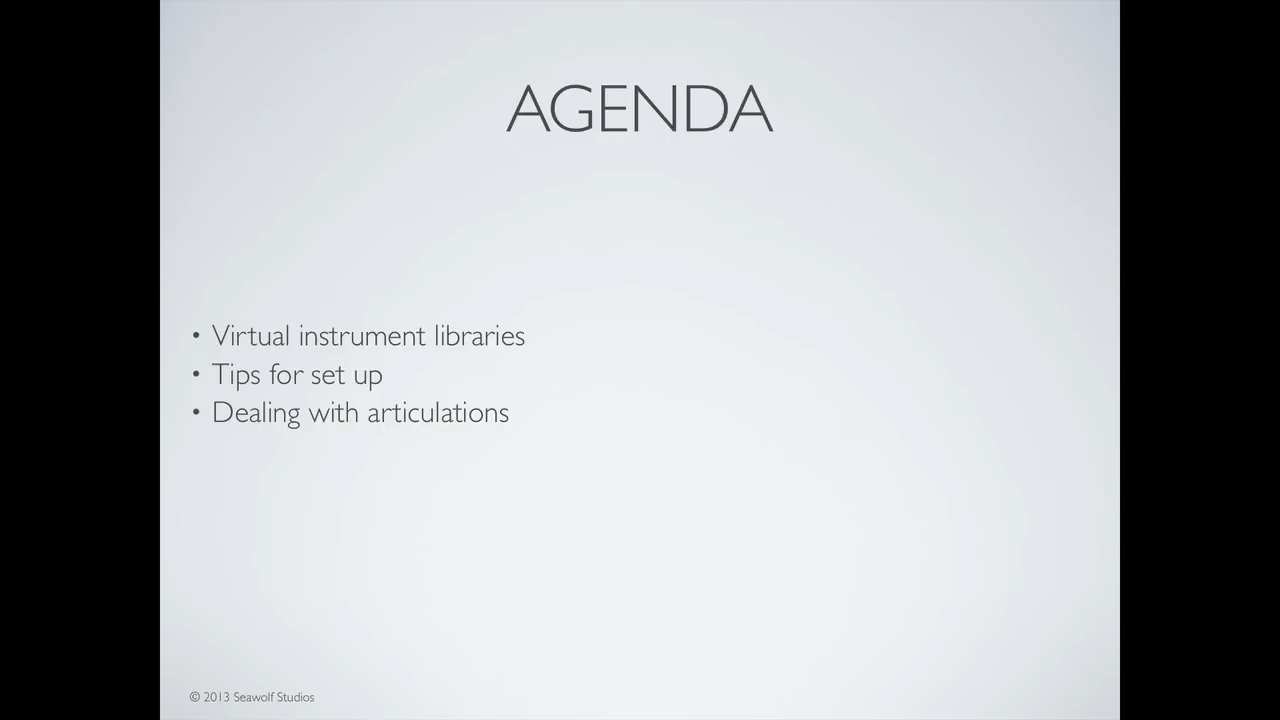 AGENDA
• Virtual instrument libraries
• Tips for set up
• Dealing with articulations
© 2013 Seawolf Studios